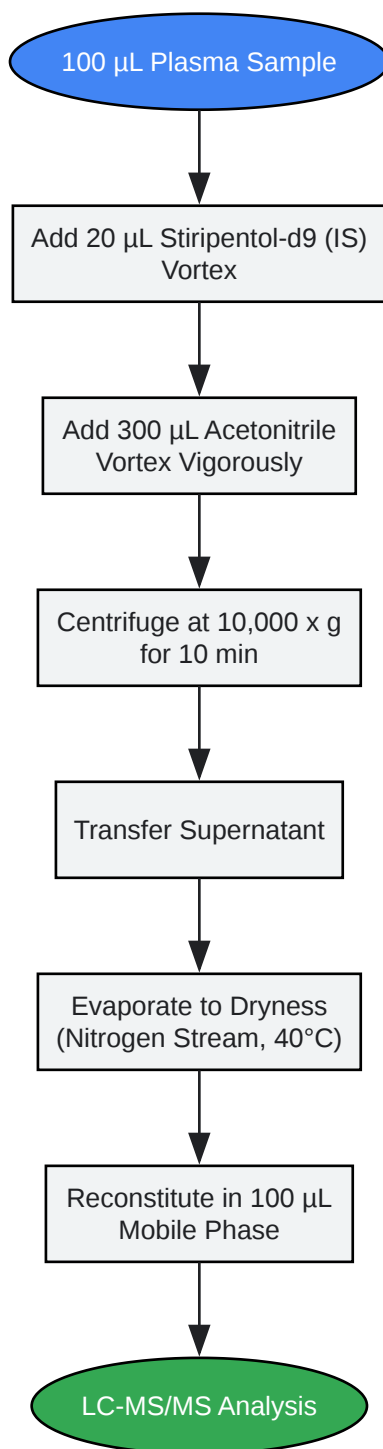 100 µL Plasma Sample
Add 20 µL Stiripentol-d9 (IS)
Vortex
Add 300 µL Acetonitrile
Vortex Vigorously
Centrifuge at 10,000 x g
for 10 min
Transfer Supernatant
Evaporate to Dryness
(Nitrogen Stream, 40°C)
Reconstitute in 100 µL
Mobile Phase
LC-MS/MS Analysis